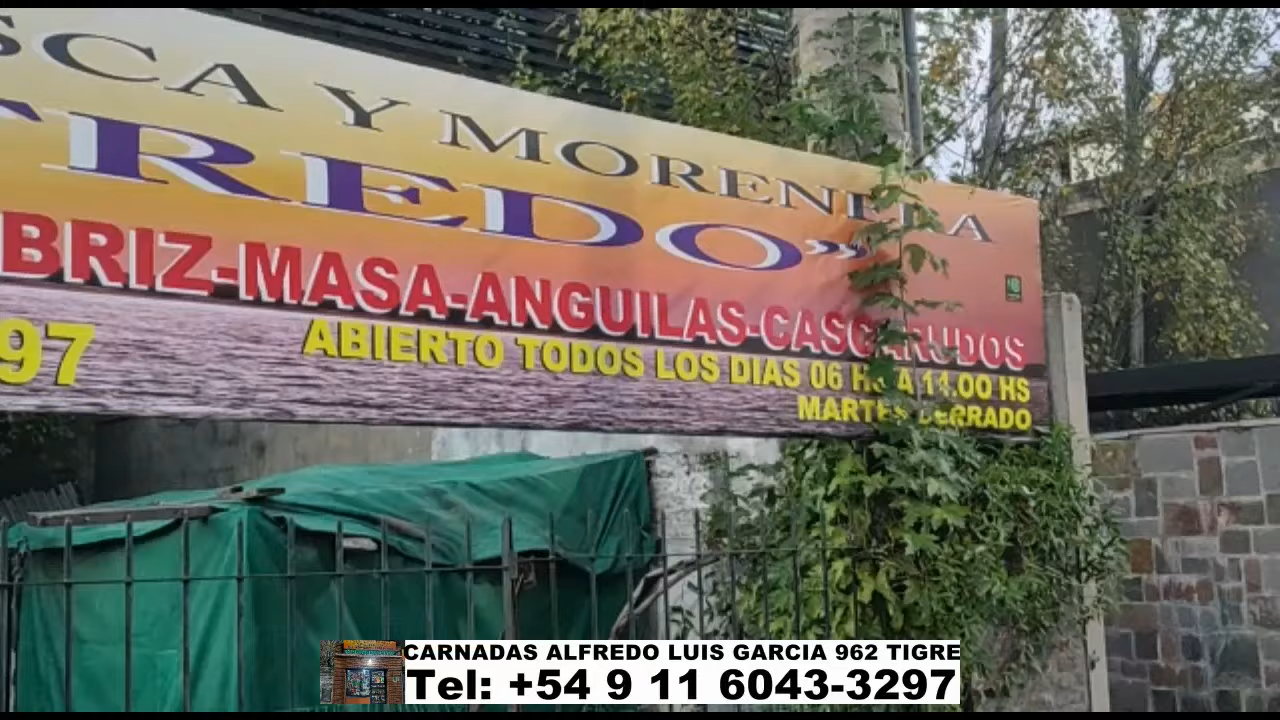 SCA Y MORENITA
FREDO”
BRIZ-MASA-ANGUILAS-CASCARUDOS
97
ABIERTO TODOS LOS DIAS 06 HS A 14.00 HS
MARTES CERRADO
CARNADAS ALFREDO LUIS GARCIA 962 TIGRE
Tel: +54 9 11 6043-3297